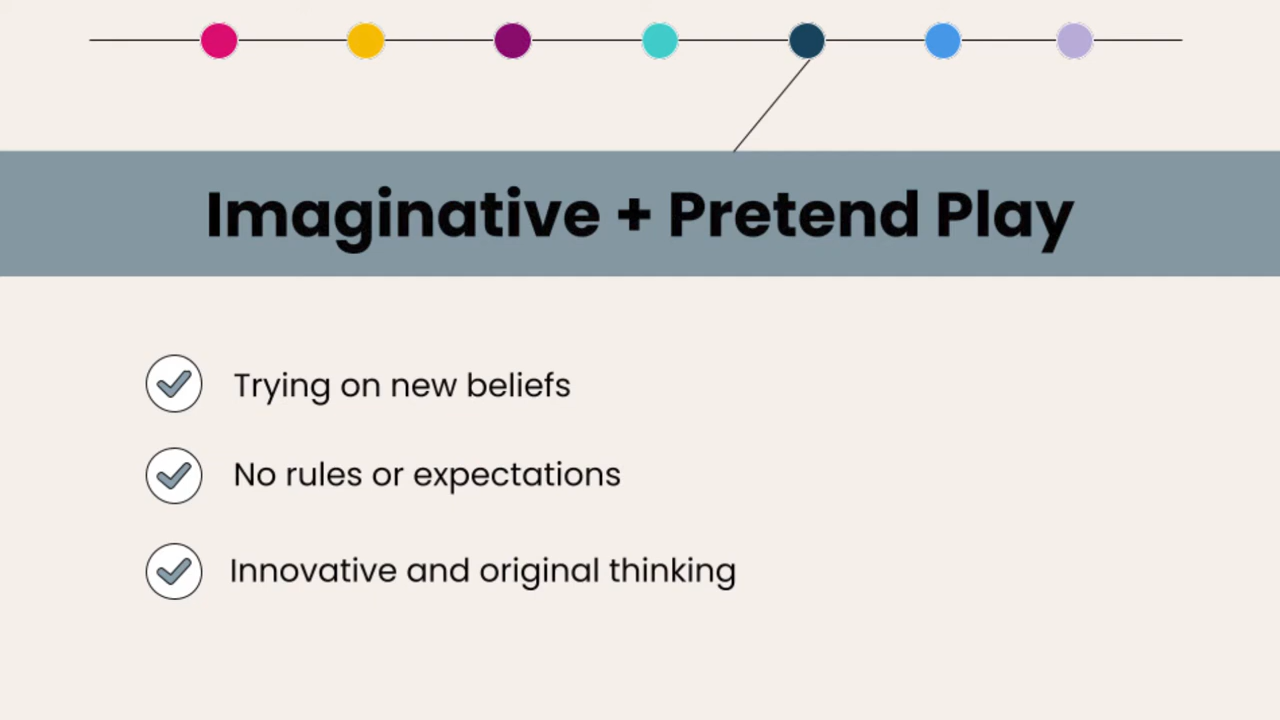 Imaginative + Pretend Play
Trying on new beliefs
No rules or expectations
Innovative and original thinking